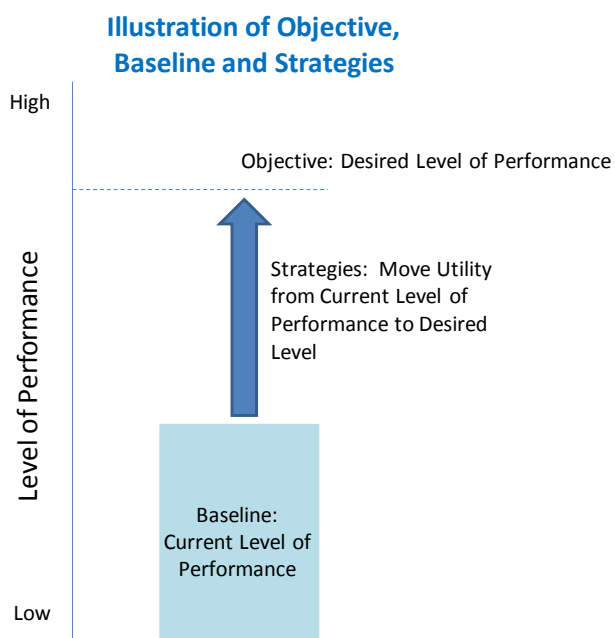 Illustration of Objective,
Baseline and Strategies
High
Objective: Desired Level of Performance
Strategies:  Move Utility
from Current Level of
Performance to Desired
Level
Level of Performance
Baseline:
Current Level of
Performance
Low